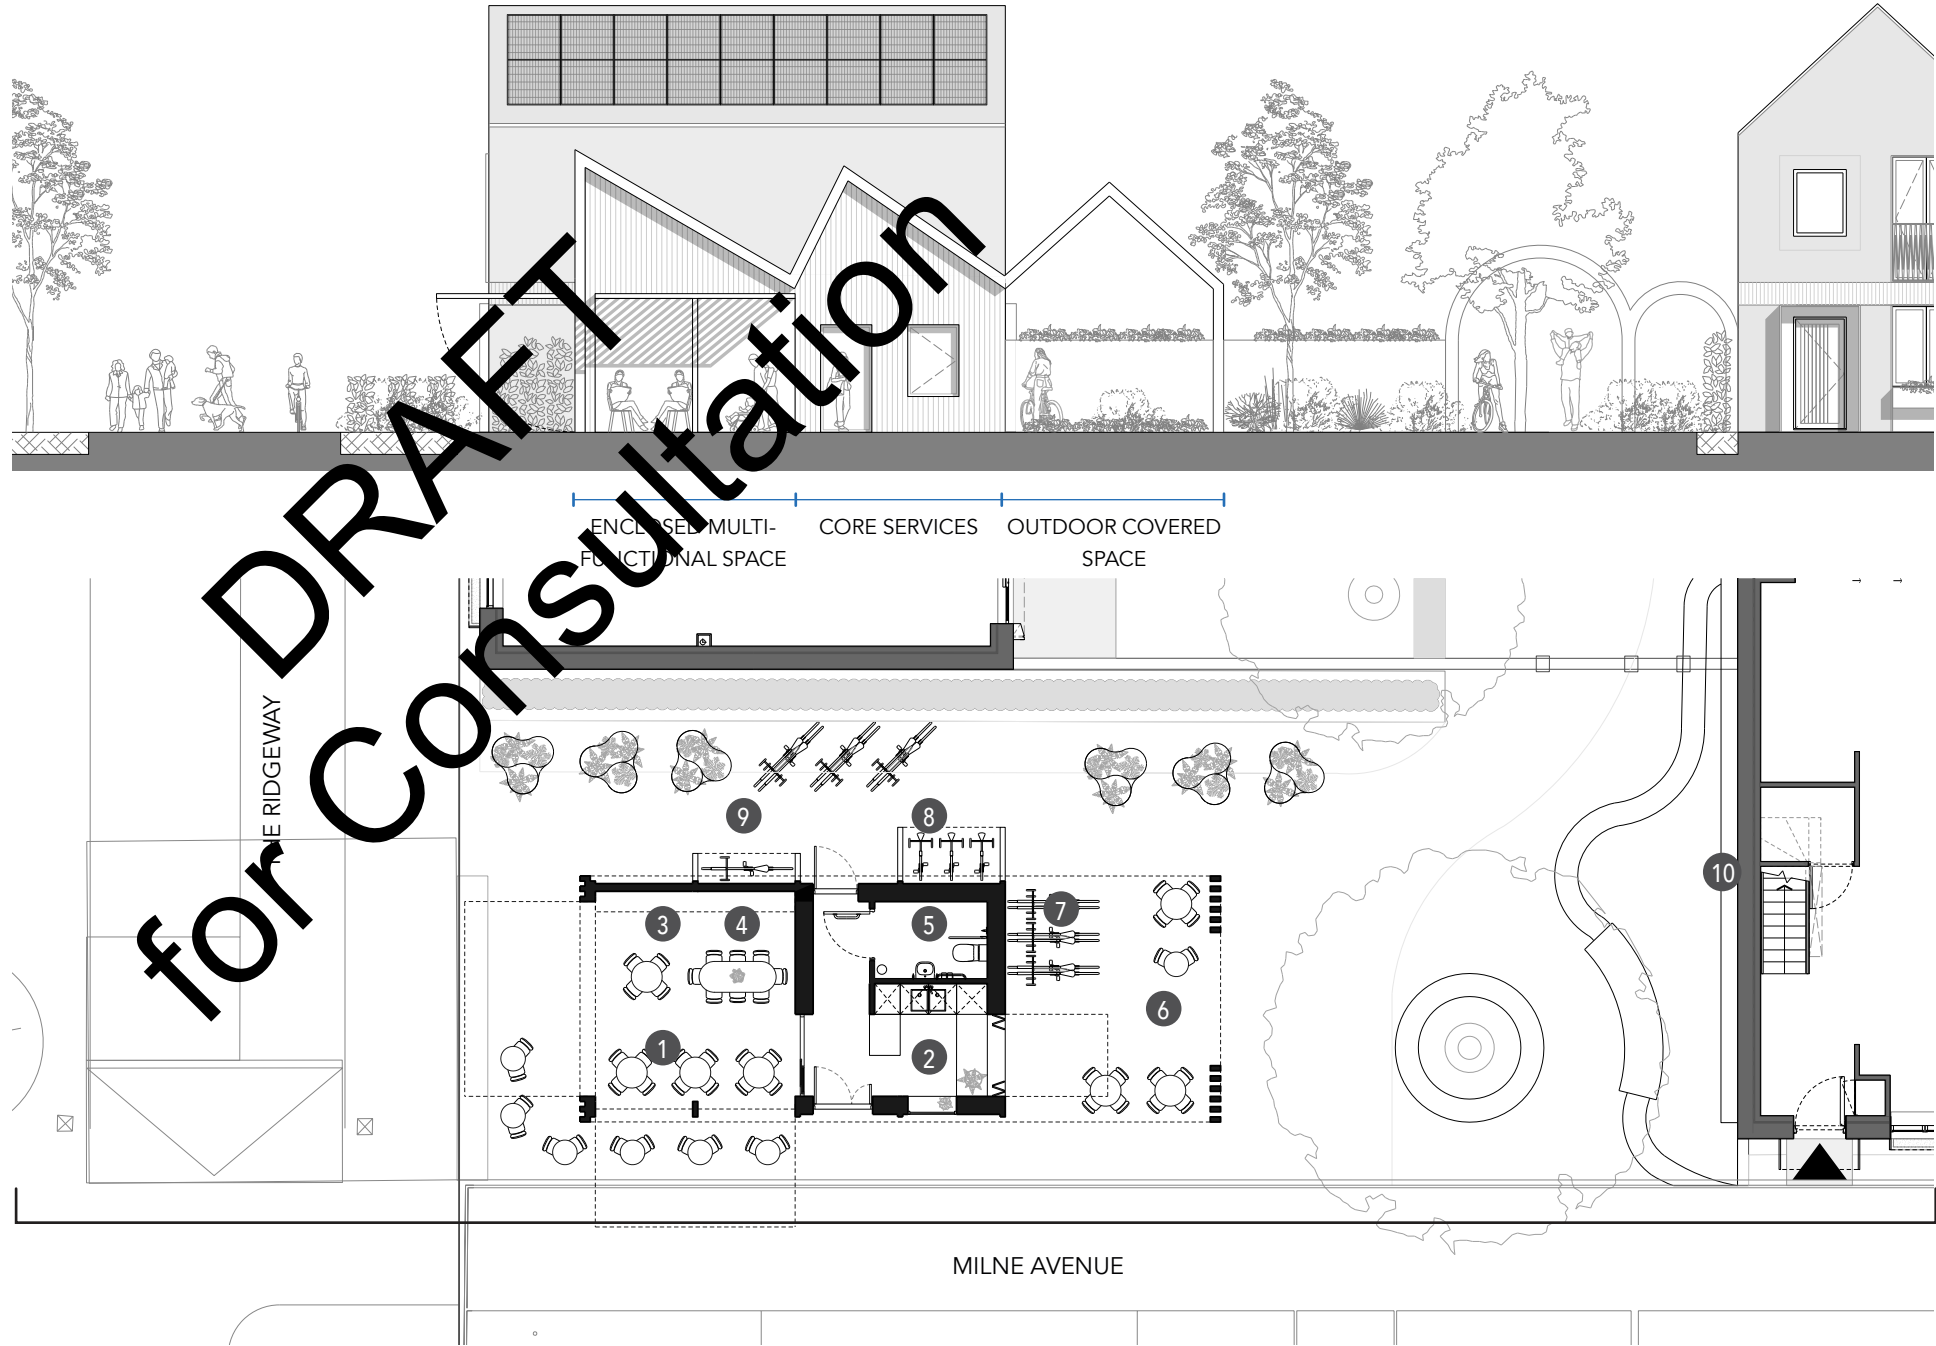 DRAFT
for Consultation
ENCLOSED MULTI-
FUNCTIONAL SPACE
CORE SERVICES
OUTDOOR COVERED
SPACE
THE RIDGEWAY
9
8
10
3
4
5
7
6
1
2
MILNE AVENUE